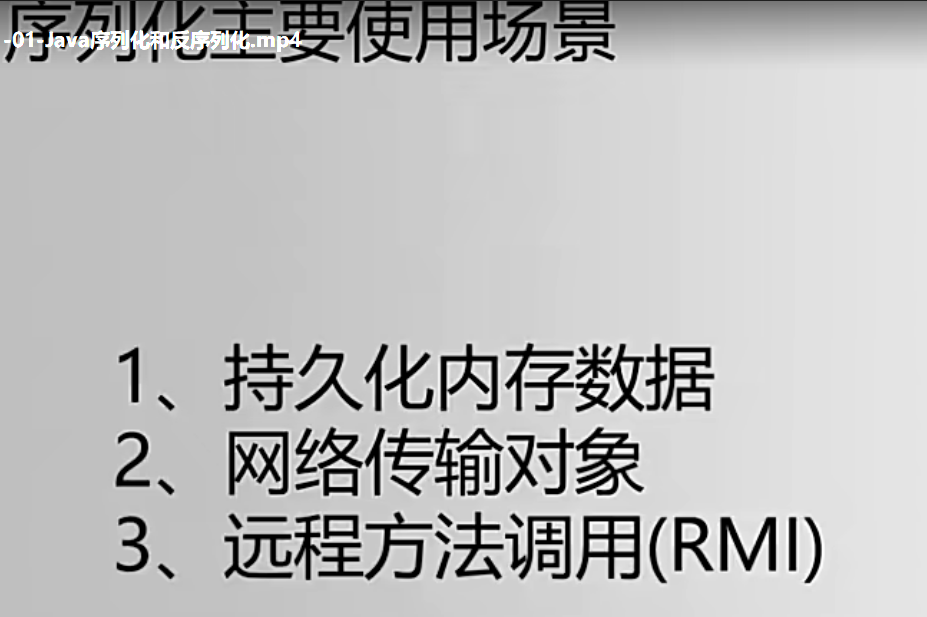 序列化主要使用场景
-01-Java序列化和反序列化.mp4
1、持久化内存数据
2、网络传输对象
3、远程方法调用(RMI)